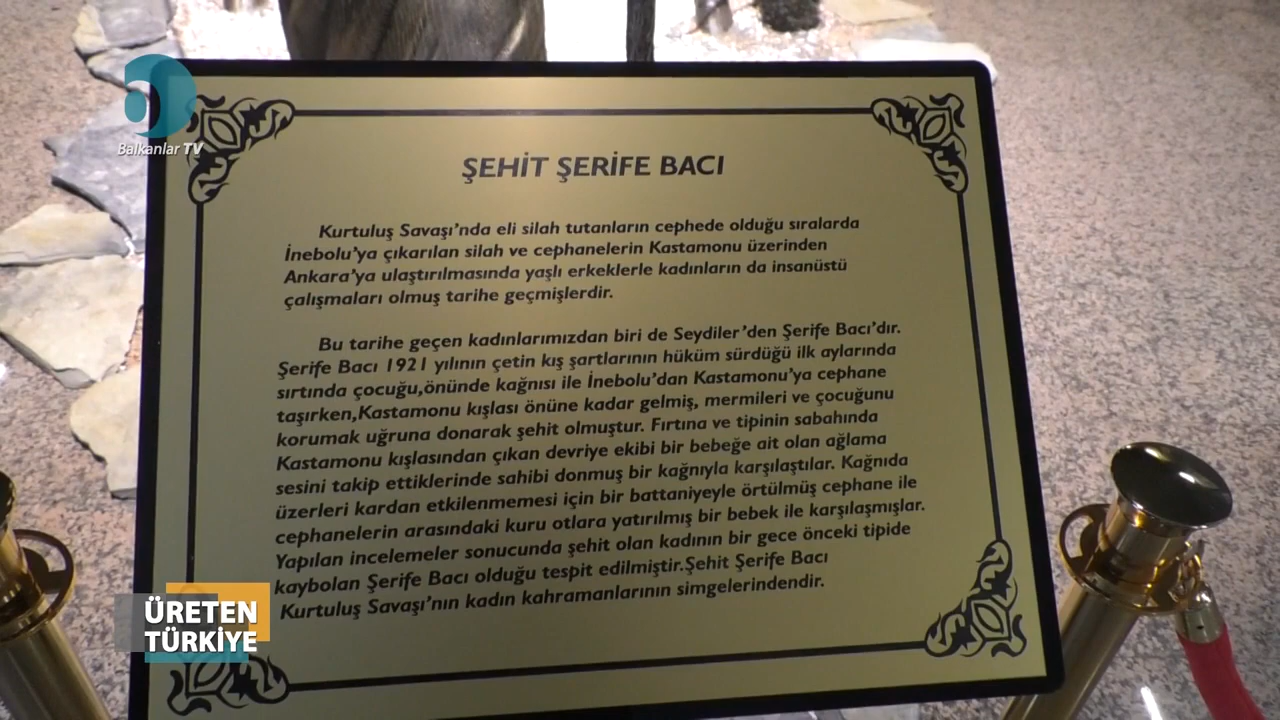 Balkanlar TV
ŞEHİT ŞERİFE BACI
Kurtuluş Savaşı'nda eli silah tutanların cephede olduğu sıralarda
İnebolu'ya çıkarılan silah ve cephanelerin Kastamonu üzerinden
Ankara'ya ulaştırılmasında yaşlı erkeklerle kadınların da insanüstü
çalışmaları olmuş tarihe geçmişlerdir.
Bu tarihe geçen kadınlarımızdan biri de Seydiler'den Şerife Bacı'dır.
Şerife Bacı 1921 yılının çetin kış şartlarının hüküm sürdüğü ilk aylarında
sırtında çocuğu,önünde kağnısı ile İnebolu'dan Kastamonu'ya cephane
taşırken,Kastamonu kışlası önüne kadar gelmiş, mermileri ve çocuğunu
korumak uğruna donarak şehit olmuştur. Fırtına ve tipinin sabahında
Kastamonu kışlasından çıkan devriye ekibi bir bebeğe ait olan ağlama
sesini takip ettiklerinde sahibi donmuş bir kağnıyla karşılaştılar. Kağnıda
üzerleri kardan etkilenmemesi için bir battaniyeyle örtülmüş cephane ile
cephanelerin arasındaki kuru otlara yatırılmış bir bebek ile karşılaşmışlar.
Yapılan incelemeler sonucunda şehit olan kadının bir gece önceki tipide
kaybolan Şerife Bacı olduğu tespit edilmiştir.Şehit Şerife Bacı
Kurtuluş Savaşı'nın kadın kahramanlarının simgelerindendir.
ÜRETEN
TÜRKİYE